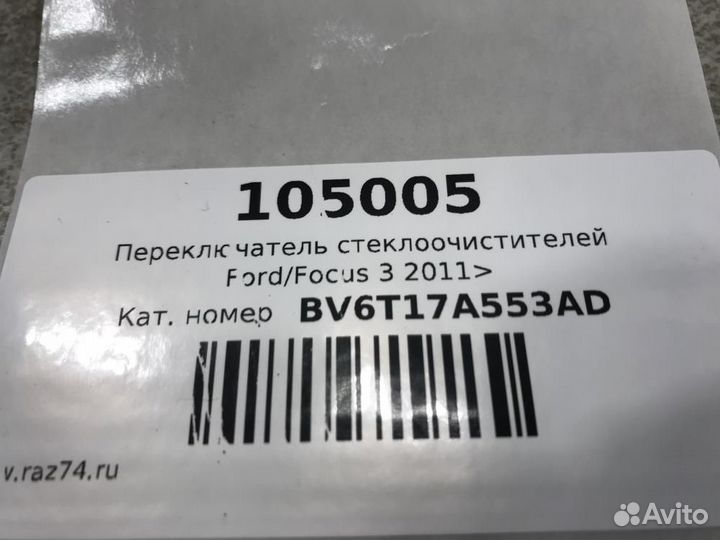 105005
Переключатель стеклоочистителей
Ford/Focus 3 2011>
Кат. номер BV6T17A553AD
v.raz74.ru
Avito